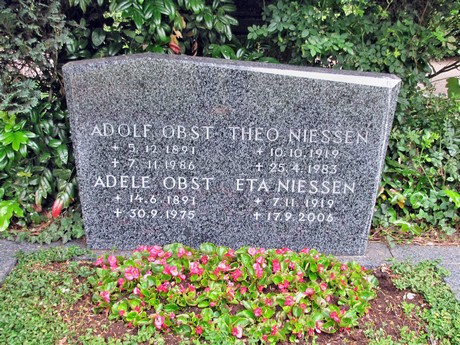 ADOLF OBST
+ 5.12.1891
+ 7.11.1986
ADELE OBST
+ 14.6.1891
+ 30.9.1975
THEO NIESSEN
+ 10.10.1919
+ 25.4.1983
ETA NIESSEN
+ 7.11.1919
+ 17.9.2006